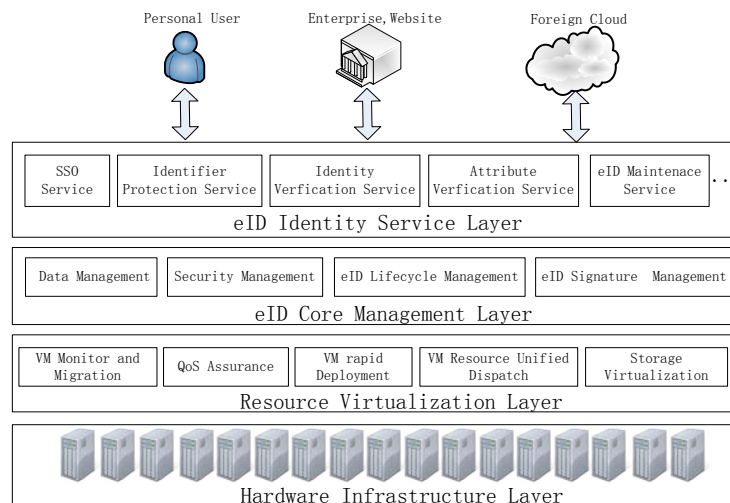 Personal User
Enterprise,Website
Foreign Cloud
SSO
Service
Identifier
Protection Service
Identity
Verfication Service
Attribute
Verfication Service
eID Maintenace
Service
..
eID Identity Service Layer
Data Management
Security Management
eID Lifecycle Management
eID Signature Management
eID Core Management Layer
VM Monitor and
Migration
QoS Assurance
VM rapid
Deployment
VM Resource Unified
Dispatch
Storage
Virtualization
Resource Virtualization Layer
Hardware Infrastructure Layer